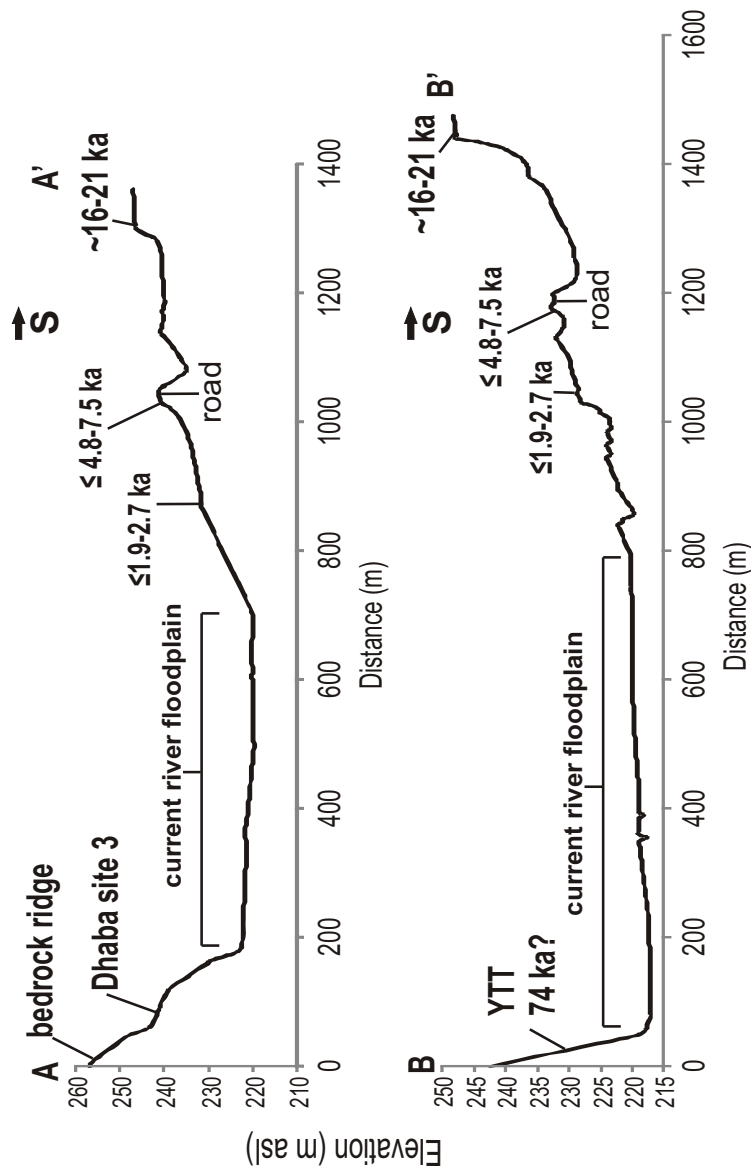 A
bedrock ridge
Dhaba site 3
current river floodplain
≤1.9-2.7 ka
≤ 4.8-7.5 ka
road
S
~16-21 ka
A'
260
250
240
230
220
210
0 200 400 600 800 1000 1200 1400
Distance (m)
Elevation (m asl)
B
YTT
74 ka?
current river floodplain
≤1.9-2.7 ka
≤ 4.8-7.5 ka
road
S
~16-21 ka
B'
250
245
240
235
230
225
220
215
0 200 400 600 800 1000 1200 1400 1600
Distance (m)